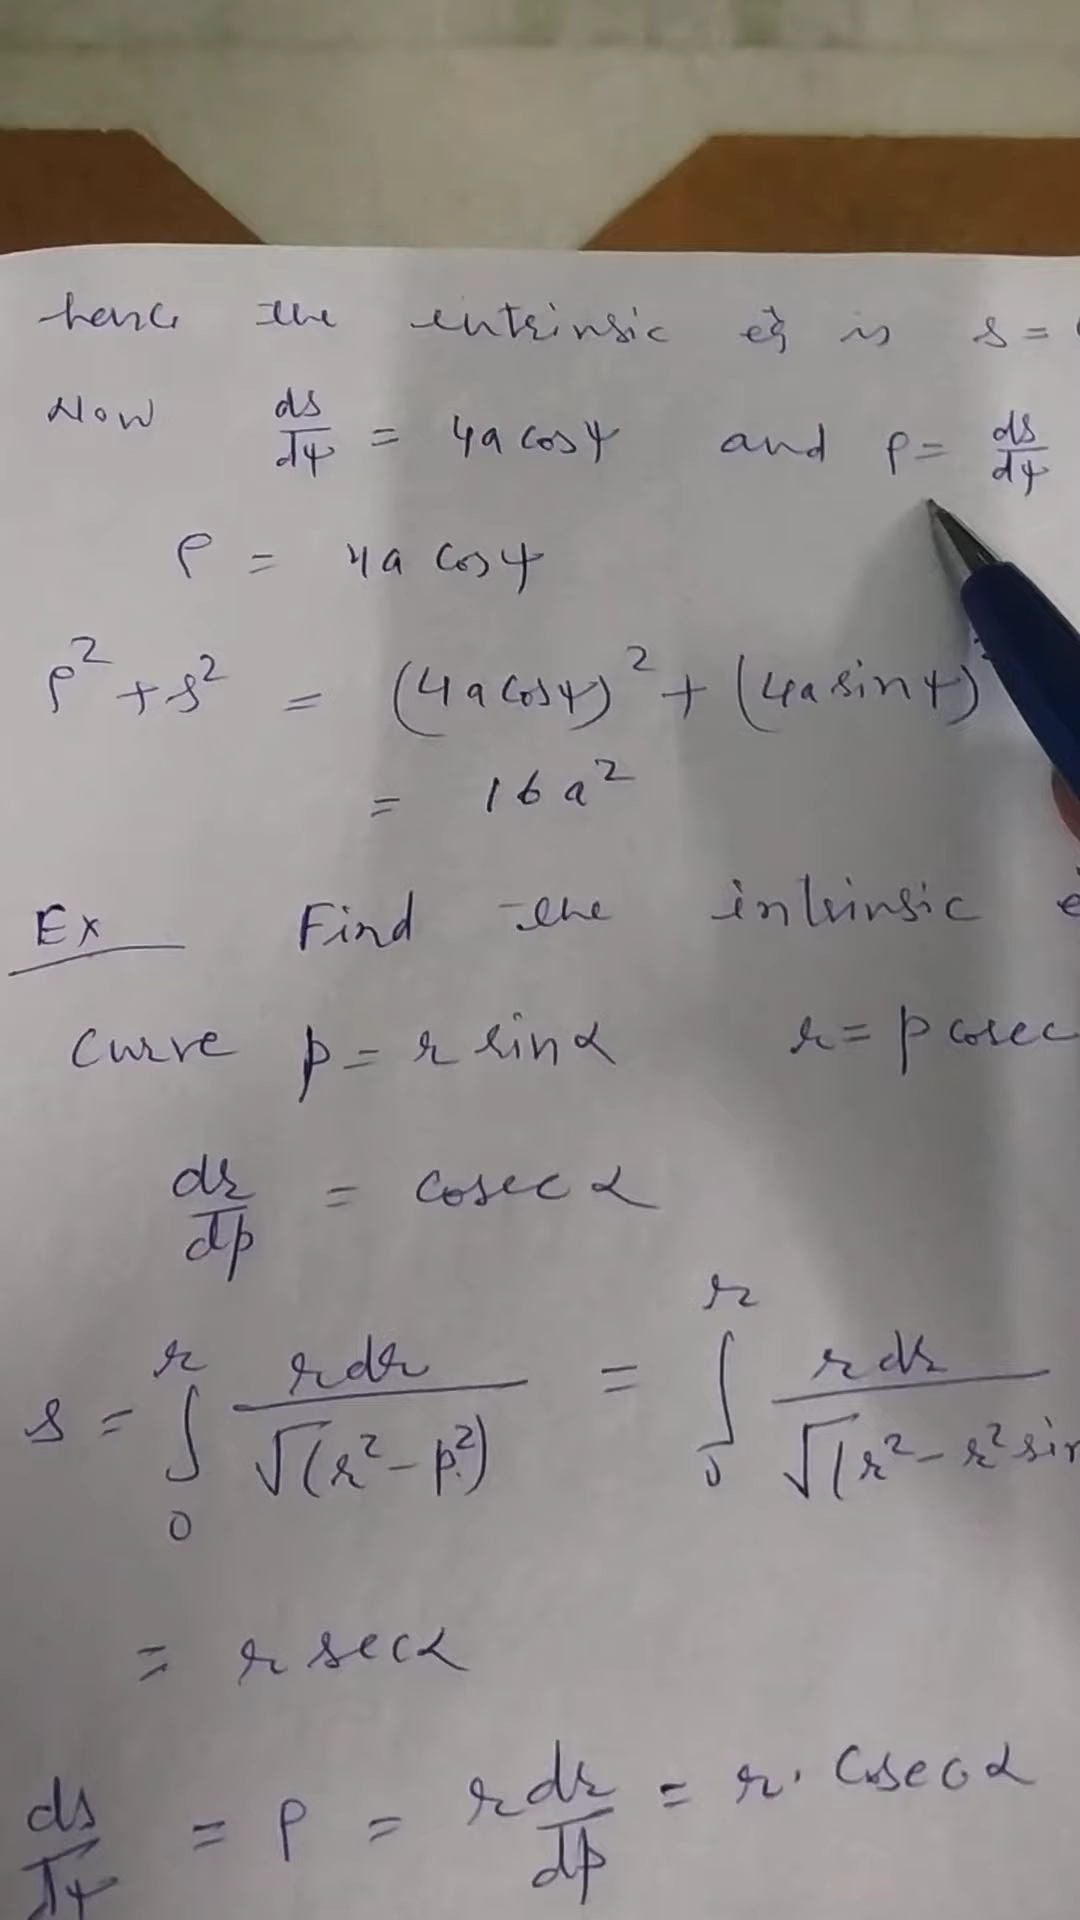 hence the intrinsic eq is s =
Now ds/dψ = 4a cosψ and ρ = ds/dψ
ρ = 4a cosψ
ρ² + s² = (4a cosψ)² + (4a sinψ)²
= 16a²
Ex Find the intrinsic
Curve p = r sinα r = p cosec
dr/dp = cosec α
s = ∫₀ʳ r dr / √(r² - p²) = ∫₀ʳ r dr / √(r² - r² sin
= r secα
ds/dψ = ρ = r dr/dp = r. cosec α